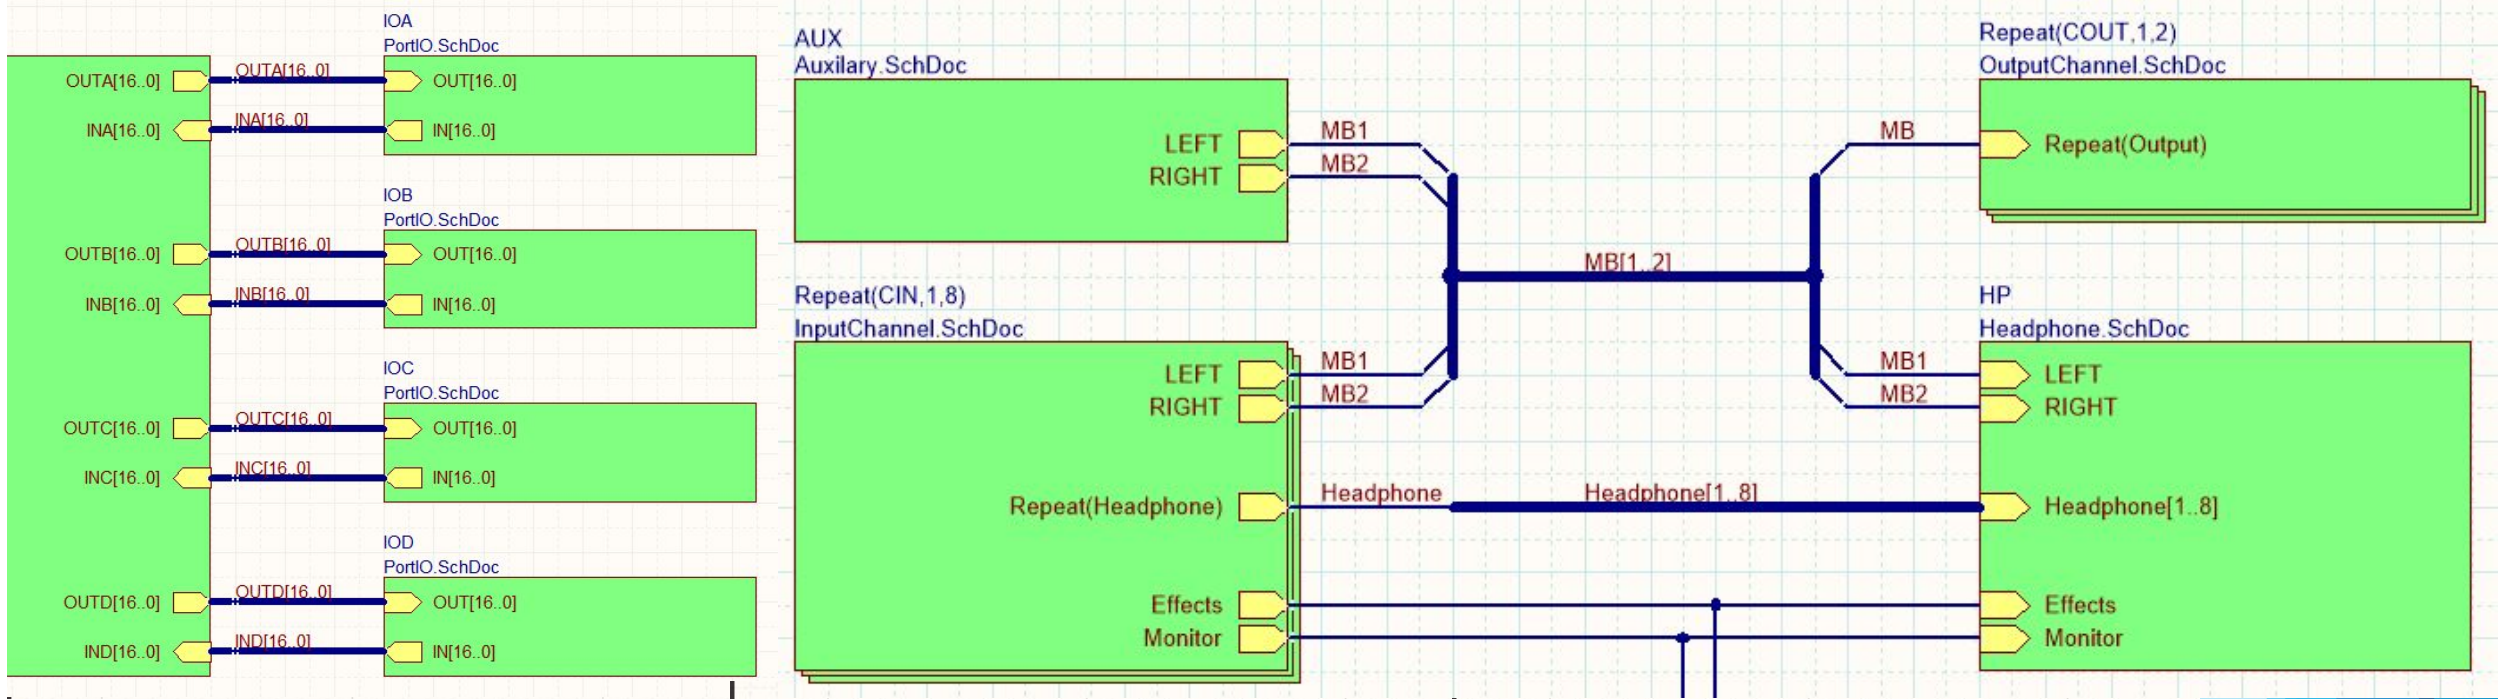 IOA
PortIO.SchDoc
OUTA[16..0] OUTA[16..0] OUT[16..0]
INA[16..0] INA[16..0] IN[16..0]
IOB
PortIO.SchDoc
OUTB[16..0] OUTB[16..0] OUT[16..0]
INB[16..0] INB[16..0] IN[16..0]
IOC
PortIO.SchDoc
OUTC[16..0] OUTC[16..0] OUT[16..0]
INC[16..0] INC[16..0] IN[16..0]
IOD
PortIO.SchDoc
OUTD[16..0] OUTD[16..0] OUT[16..0]
IND[16..0] IND[16..0] IN[16..0]
AUX
Auxilary.SchDoc
LEFT MB1
RIGHT MB2
Repeat(COUT,1,2)
OutputChannel.SchDoc
MB Repeat(Output)
MB[1..2]
Repeat(CIN,1,8)
InputChannel.SchDoc
LEFT MB1
RIGHT MB2
Repeat(Headphone) Headphone Headphone[1..8]
Effects
Monitor
HP
Headphone.SchDoc
MB1 LEFT
MB2 RIGHT
Headphone[1..8]
Effects
Monitor